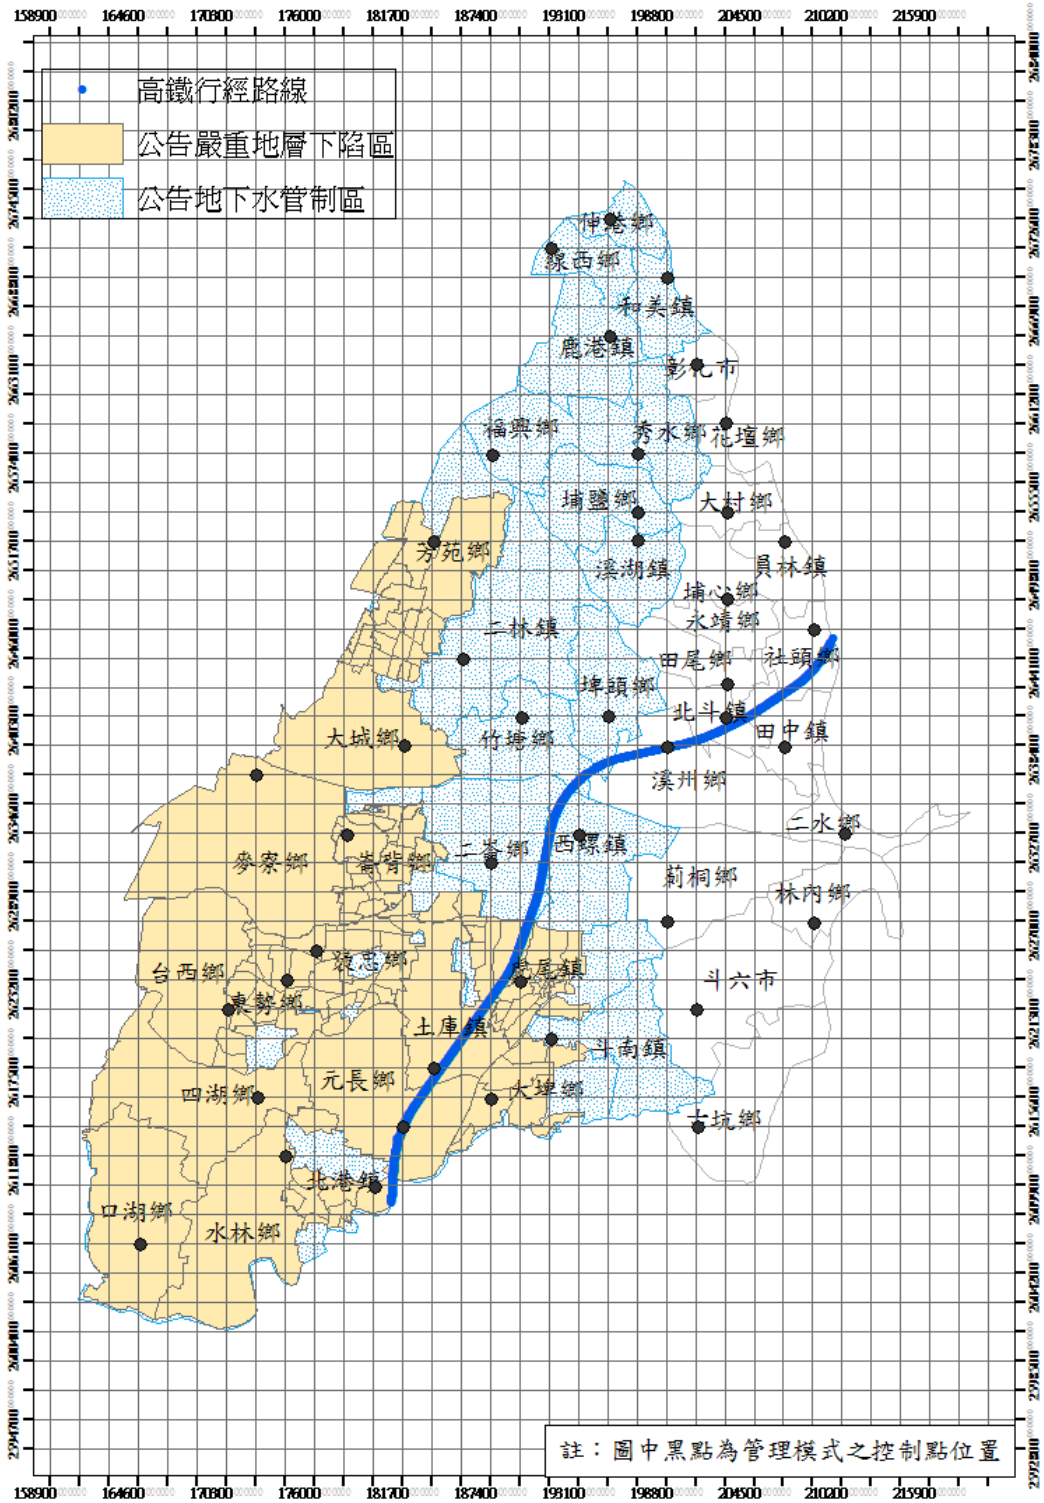 158900 164600 170300 176000 181700 187400 193100 198800 204500 210200 215900
高鐵行經路線
公告嚴重地層下陷區
公告地下水管制區
伸港鄉
線西鄉
和美鎮
鹿港鎮
彰化市
福興鄉
秀水鄉
花壇鄉
埔鹽鄉
大村鄉
芳苑鄉
溪湖鎮
員林鎮
埔心鄉
二林鎮
永靖鄉
田尾鄉
社頭鄉
埤頭鄉
北斗鎮
大城鄉
竹塘鄉
田中鎮
溪州鄉
二水鄉
麥寮鄉
崙背鄉
二崙鄉
西螺鎮
莿桐鄉
林內鄉
台西鄉
褒忠鄉
虎尾鎮
斗六市
東勢鄉
土庫鎮
斗南鎮
四湖鄉
元長鄉
大埤鄉
古坑鄉
北港鎮
口湖鄉
水林鄉
註：圖中黑點為管理模式之控制點位置
158900 164600 170300 176000 181700 187400 193100 198800 204500 210200 215900